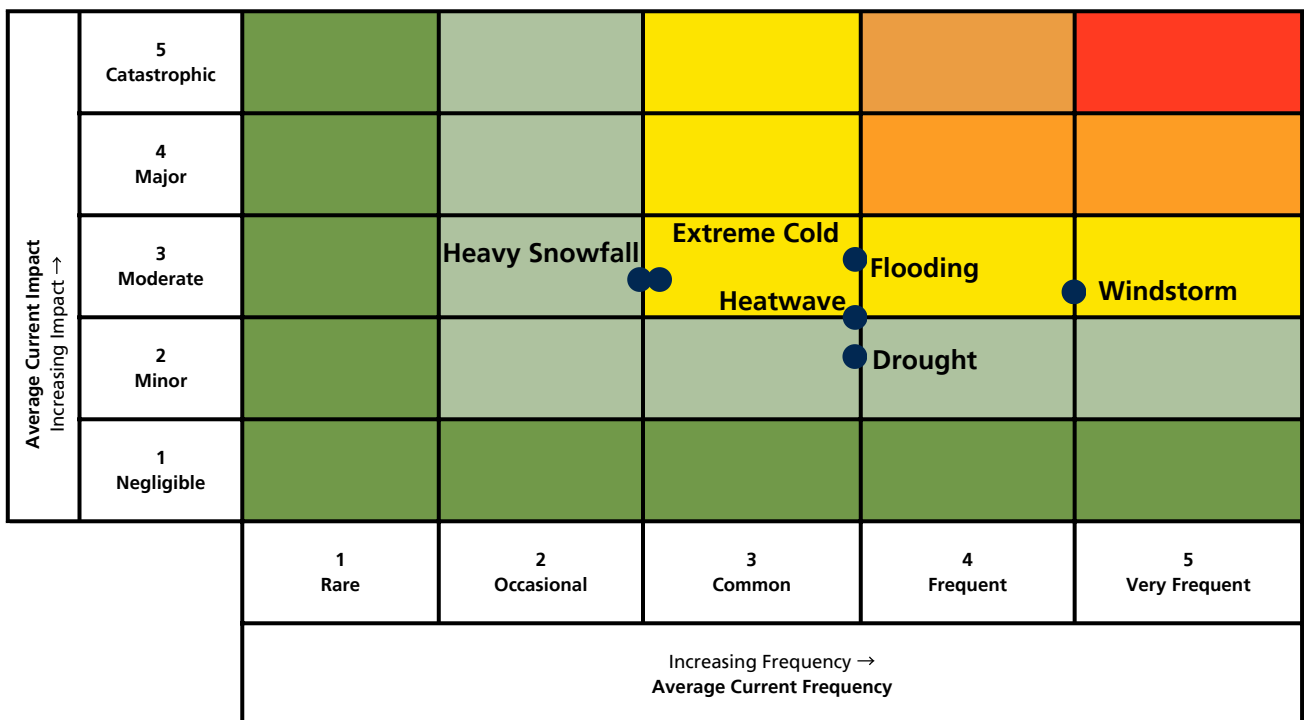 Average Current Impact
Increasing Impact →
5
Catastrophic
4
Major
3
Moderate
2
Minor
1
Negligible
Heavy Snowfall
Extreme Cold
Flooding
Heatwave
Windstorm
Drought
1
Rare
2
Occasional
3
Common
4
Frequent
5
Very Frequent
Increasing Frequency →
Average Current Frequency